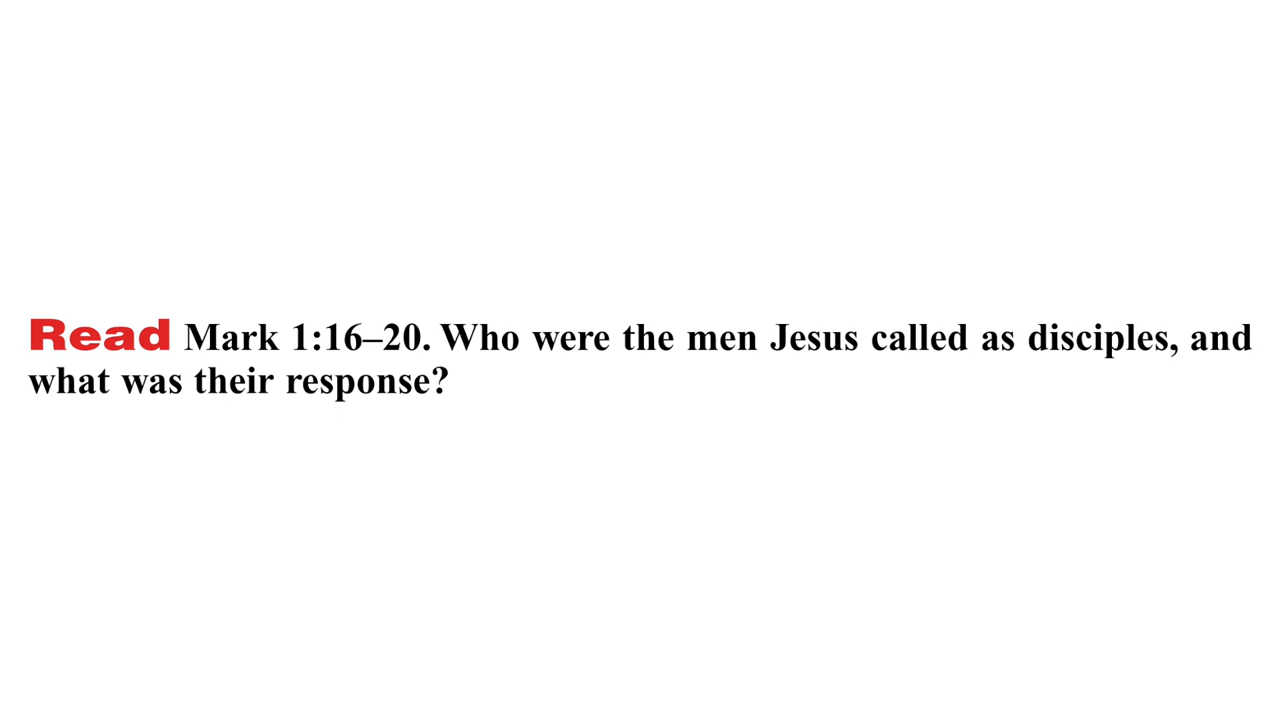 Read Mark 1:16–20. Who were the men Jesus called as disciples, and
what was their response?